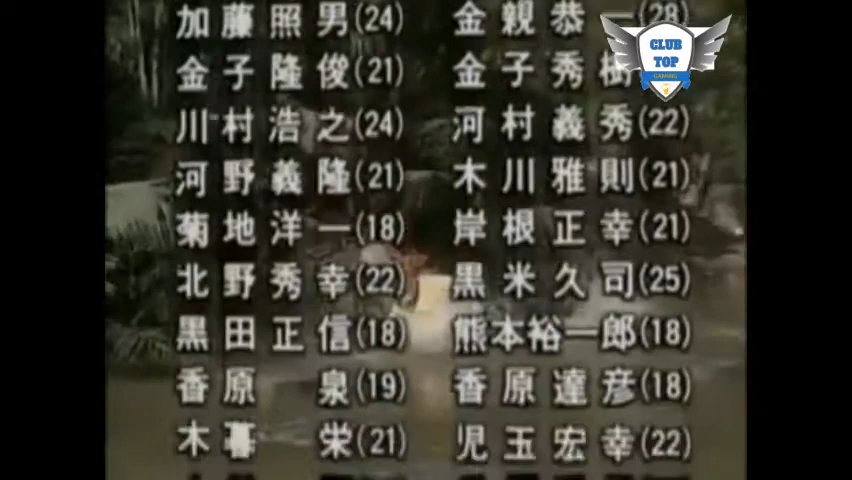 加藤照男(24) 金親恭一(28)
金子隆俊(21) 金子秀樹
川村浩之(24) 河村義秀(22)
河野義隆(21) 木川雅則(21)
菊地洋一(18) 岸根正幸(21)
北野秀幸(22) 黒米久司(25)
黒田正信(18) 熊本裕一郎(18)
香原 泉(19) 香原達彦(18)
木暮 栄(21) 児玉宏幸(22)
CLUB
TOP